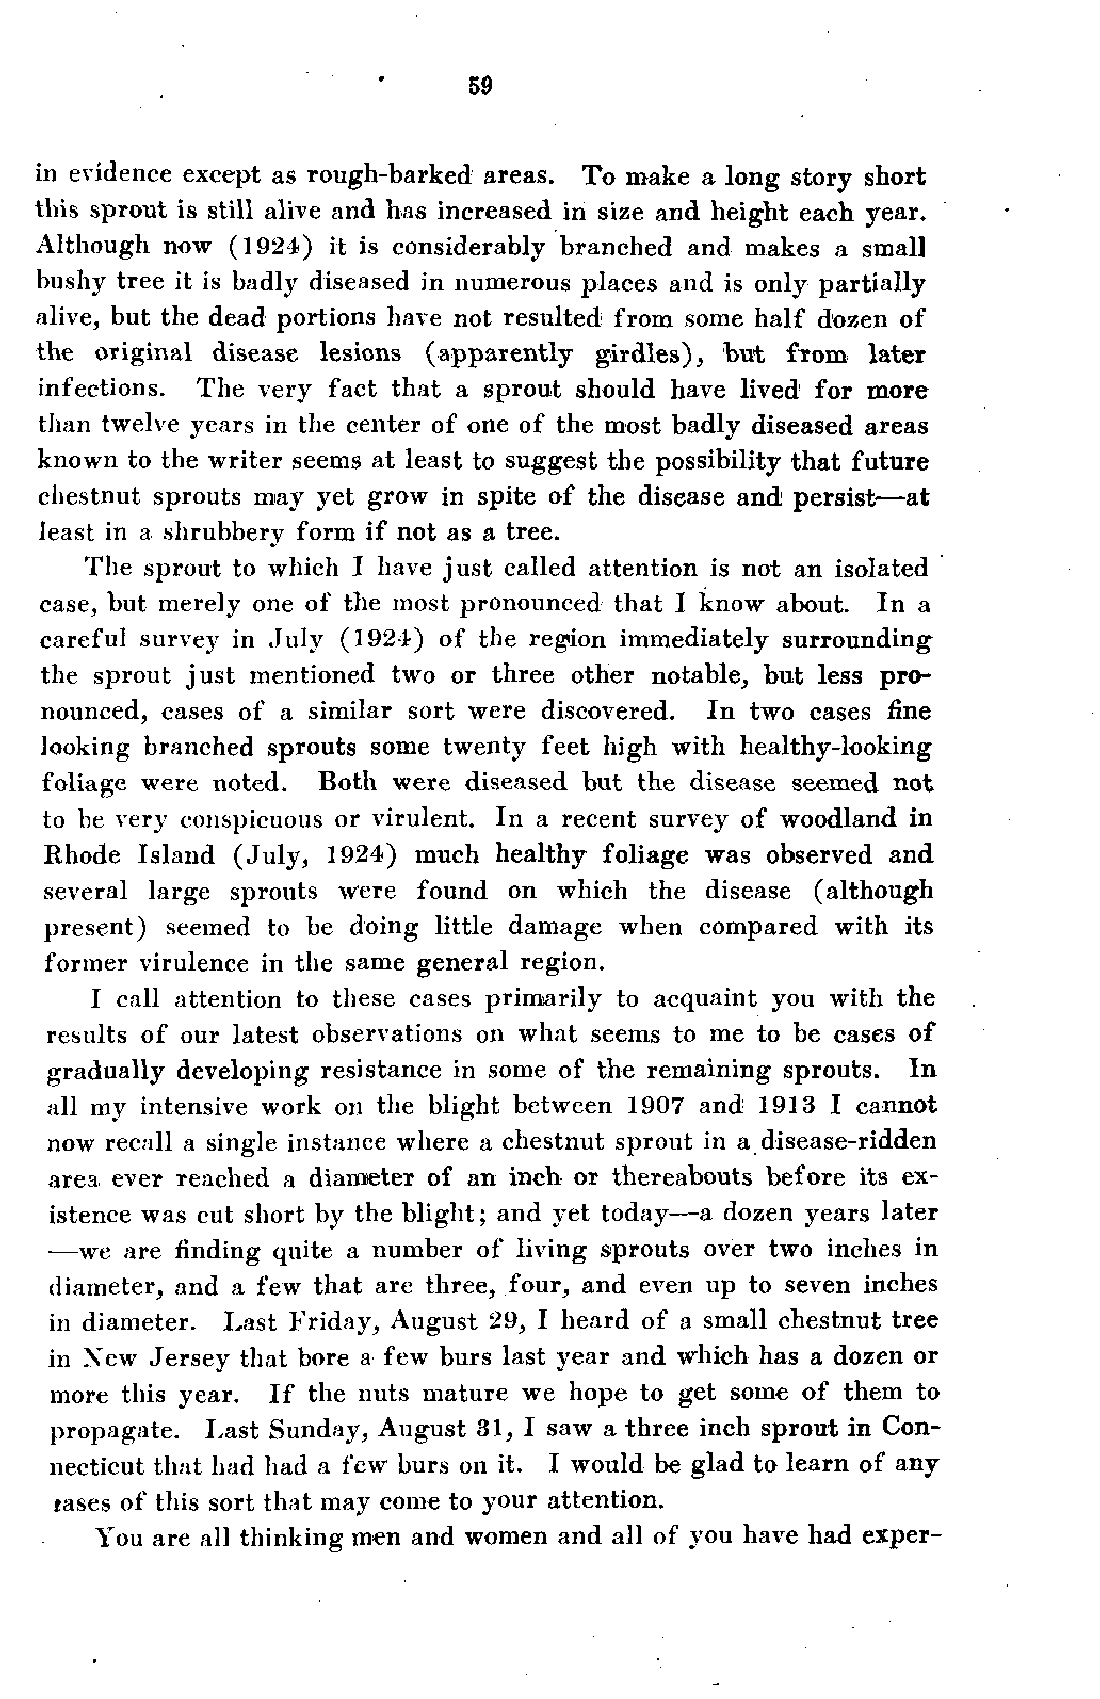 59
in evidence except as rough-barked areas. To make a long story short
this sprout is still alive and has increased in size and height each year.
Although now (1924) it is considerably branched and makes a small
bushy tree it is badly diseased in numerous places and is only partially
alive, but the dead portions have not resulted from some half dozen of
the original disease lesions (apparently girdles), but from later
infections. The very fact that a sprout should have lived for more
than twelve years in the center of one of the most badly diseased areas
known to the writer seems at least to suggest the possibility that future
chestnut sprouts may yet grow in spite of the disease and persist—at
least in a shrubbery form if not as a tree.
The sprout to which I have just called attention is not an isolated
case, but merely one of the most pronounced that I know about. In a
careful survey in July (1924) of the region immediately surrounding
the sprout just mentioned two or three other notable, but less pro-
nounced, cases of a similar sort were discovered. In two cases fine
looking branched sprouts some twenty feet high with healthy-looking
foliage were noted. Both were diseased but the disease seemed not
to be very conspicuous or virulent. In a recent survey of woodland in
Rhode Island (July, 1924) much healthy foliage was observed and
several large sprouts were found on which the disease (although
present) seemed to be doing little damage when compared with its
former virulence in the same general region.
I call attention to these cases primarily to acquaint you with the
results of our latest observations on what seems to me to be cases of
gradually developing resistance in some of the remaining sprouts. In
all my intensive work on the blight between 1907 and 1913 I cannot
now recall a single instance where a chestnut sprout in a disease-ridden
area ever reached a diameter of an inch or thereabouts before its ex-
istence was cut short by the blight; and yet today—a dozen years later
—we are finding quite a number of living sprouts over two inches in
diameter, and a few that are three, four, and even up to seven inches
in diameter. Last Friday, August 29, I heard of a small chestnut tree
in New Jersey that bore a few burs last year and which has a dozen or
more this year. If the nuts mature we hope to get some of them to
propagate. Last Sunday, August 31, I saw a three inch sprout in Con-
necticut that had had a few burs on it. I would be glad to learn of any
cases of this sort that may come to your attention.
You are all thinking men and women and all of you have had exper-